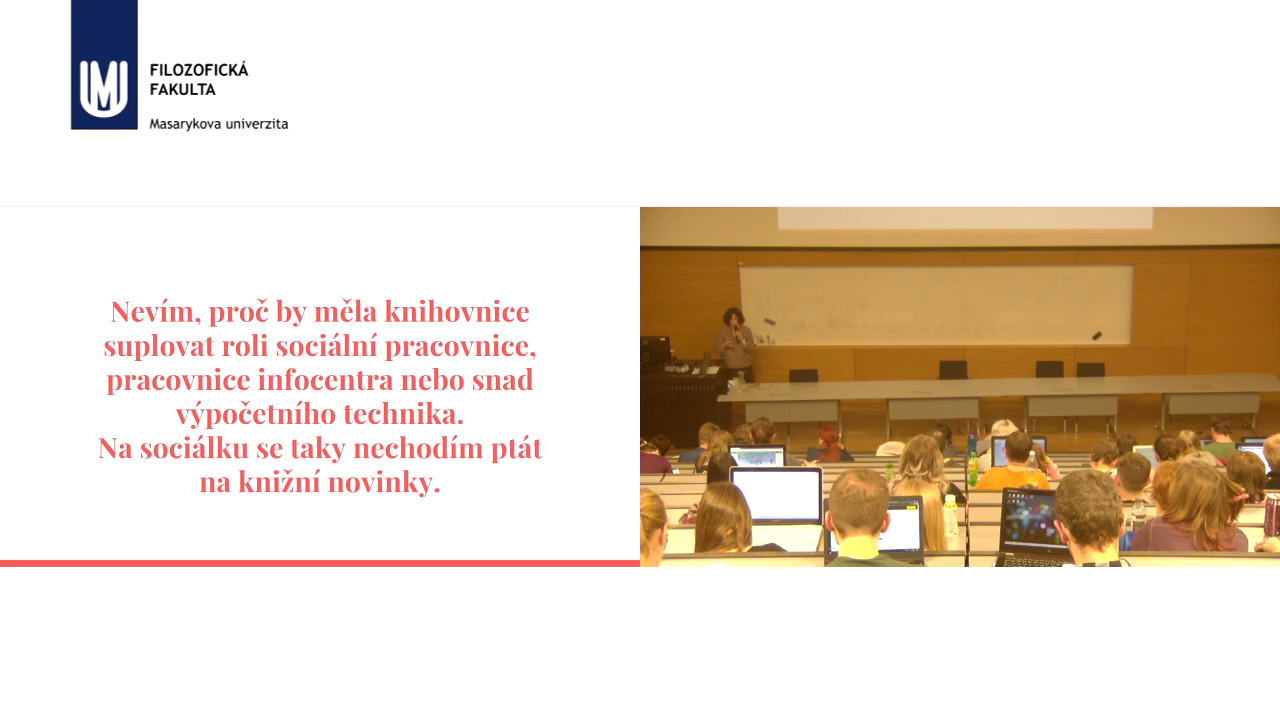 FILOZOFICKÁ
FAKULTA
Masarykova univerzita
Nevím, proč by měla knihovnice
suplovat roli sociální pracovnice,
pracovnice infocentra nebo snad
výpočetního technika.
Na sociálku se taky nechodím ptát
na knižní novinky.